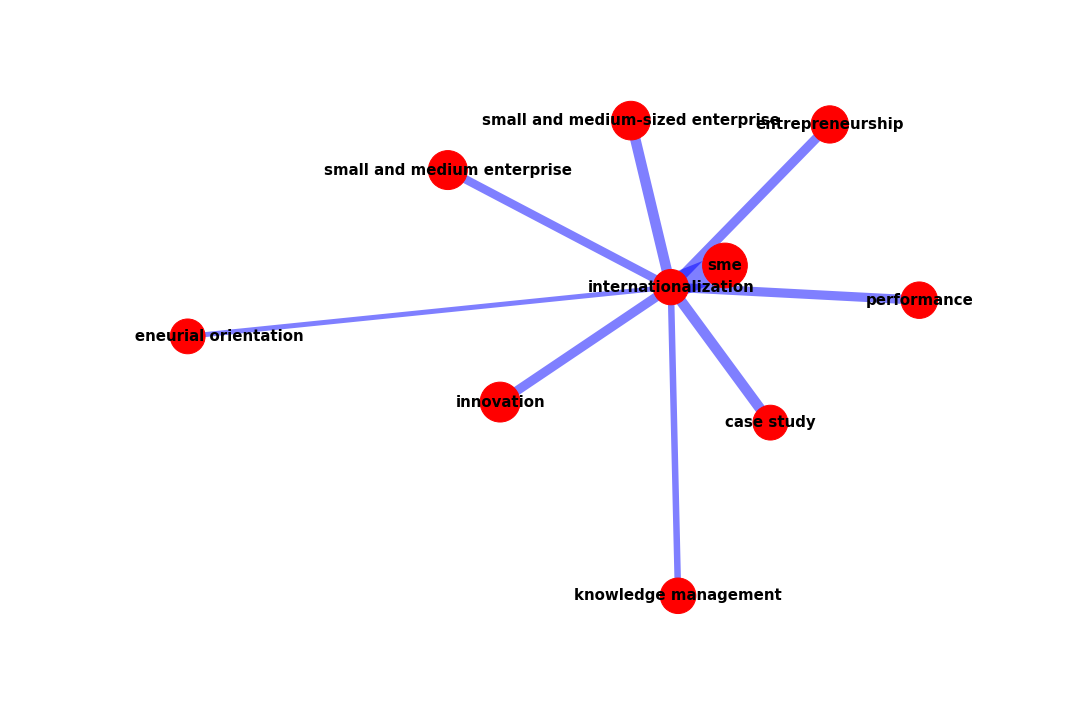 small and medium-sized enterprise
entrepreneurship
small and medium enterprise
sme
internationalization
performance
eneurial orientation
innovation
case study
knowledge management